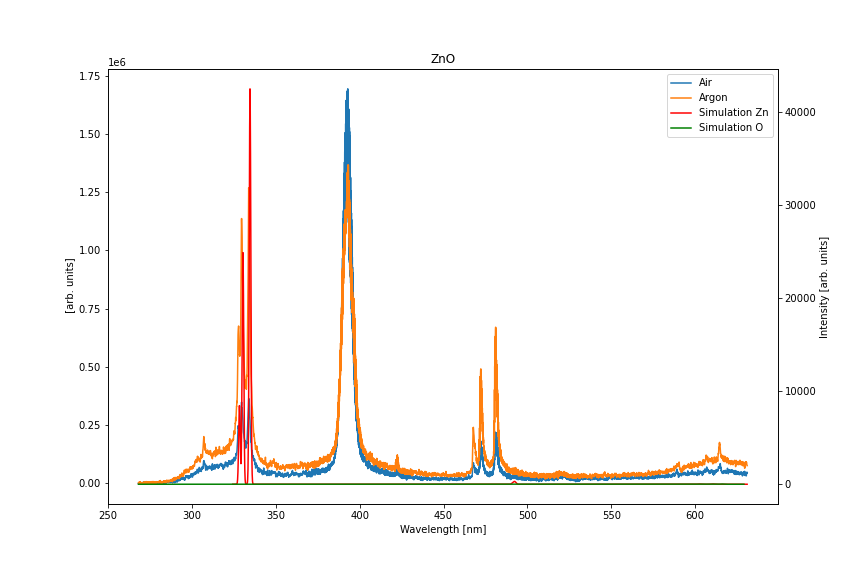 ZnO
1e6
1.75
1.50
1.25
1.00
0.75
0.50
0.25
0.00
[arb. units]
Air
Argon
Simulation Zn
Simulation O
40000
30000
20000
10000
0
Intensity [arb. units]
250 300 350 400 450 500 550 600
Wavelength [nm]